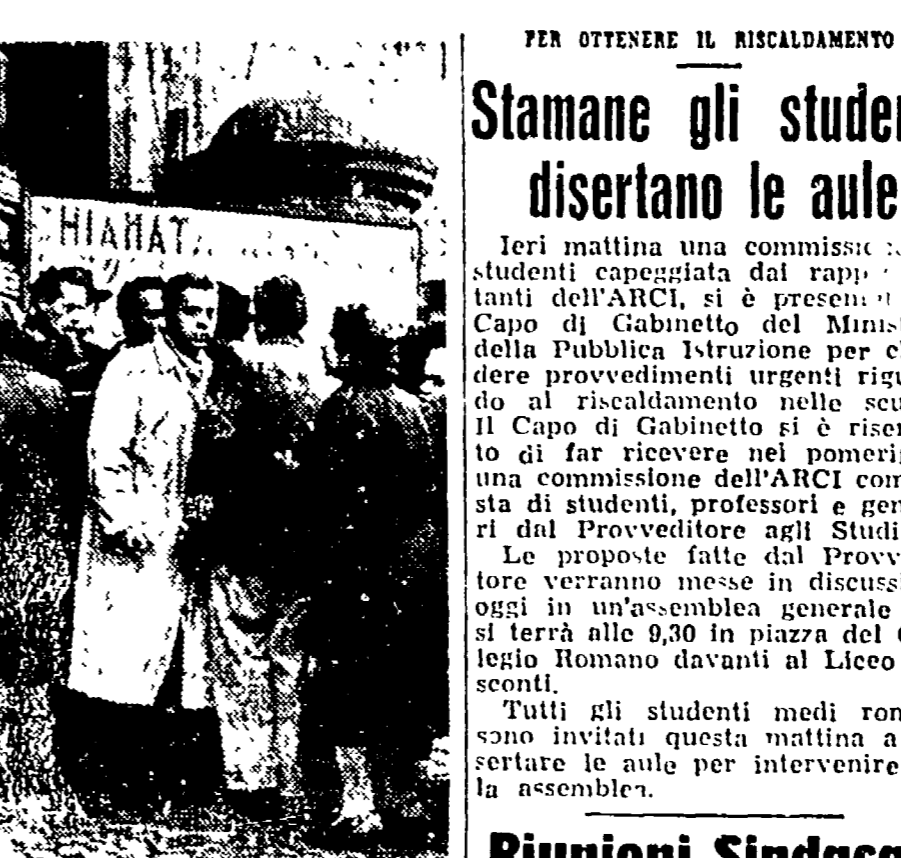 HIAMAT
PER OTTENERE IL RISCALDAMENTO
Stamane gli studen
disertano le aule
Ieri mattina una commissio
studenti capeggiata dai rapp
tanti dell'ARCI, si è present
Capo di Gabinetto del Minis
della Pubblica Istruzione per c
dere provvedimenti urgenti rigu
do al riscaldamento nelle scu
Il Capo di Gabinetto si è riser
to di far ricevere nel pomeri
una commissione dell'ARCI com
sta di studenti, professori e gen
ri dal Provveditore agli Studi
Le proposte fatte dal Provv
tore verranno messe in discuss
oggi in un'assemblea generale
si terrà alle 9,30 in piazza del C
legio Romano davanti al Liceo
sconti.
Tutti gli studenti medi rom
sono invitati questa mattina a
sertare le aule per intervenire
la assemblea.
Riunioni Sindaca